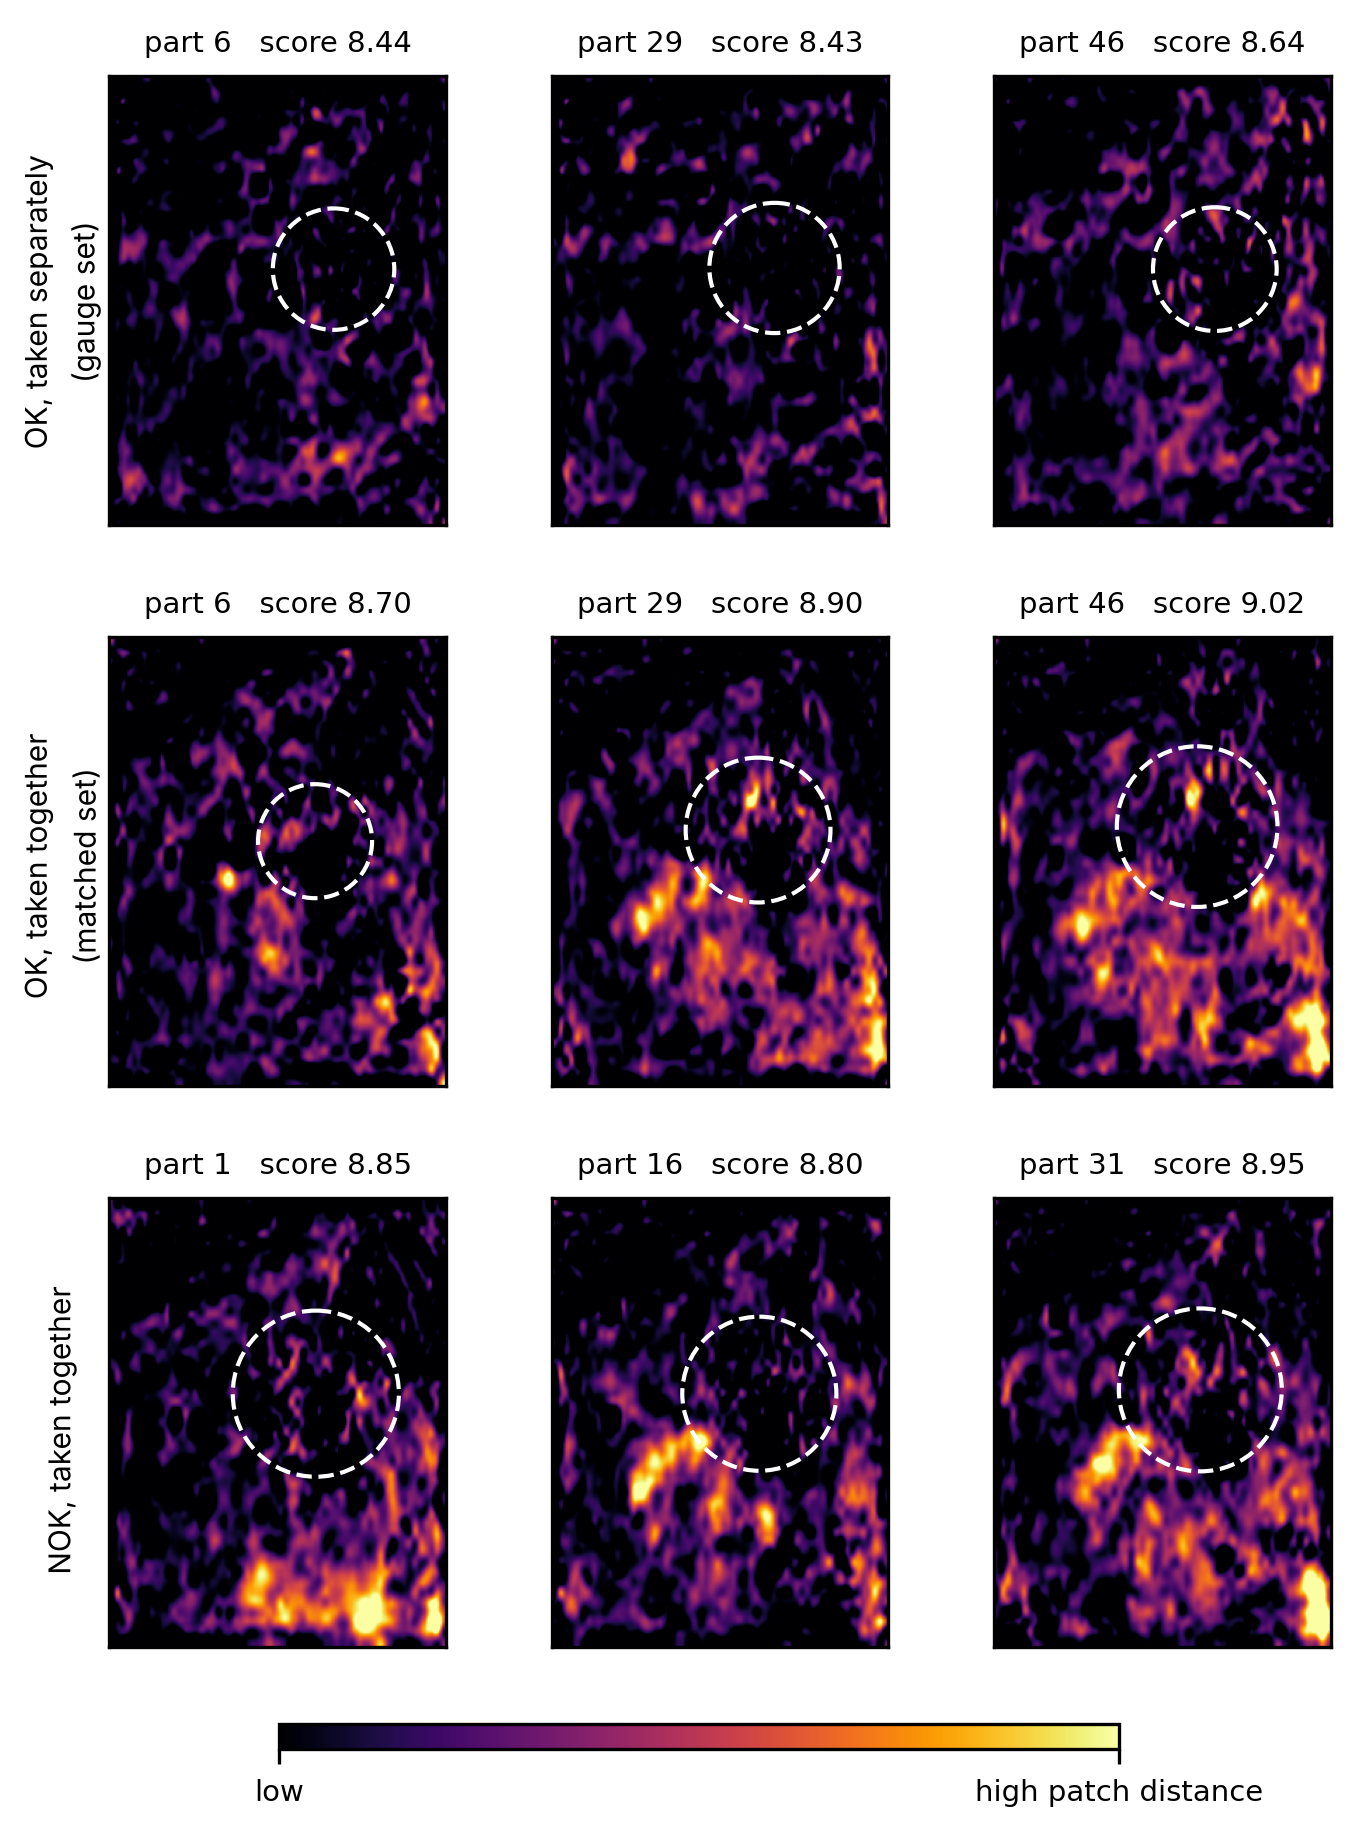 part 6 score 8.44
part 29 score 8.43
part 46 score 8.64
OK, taken separately
(gauge set)
part 6 score 8.70
part 29 score 8.90
part 46 score 9.02
OK, taken together
(matched set)
part 1 score 8.85
part 16 score 8.80
part 31 score 8.95
NOK, taken together
low
high patch distance